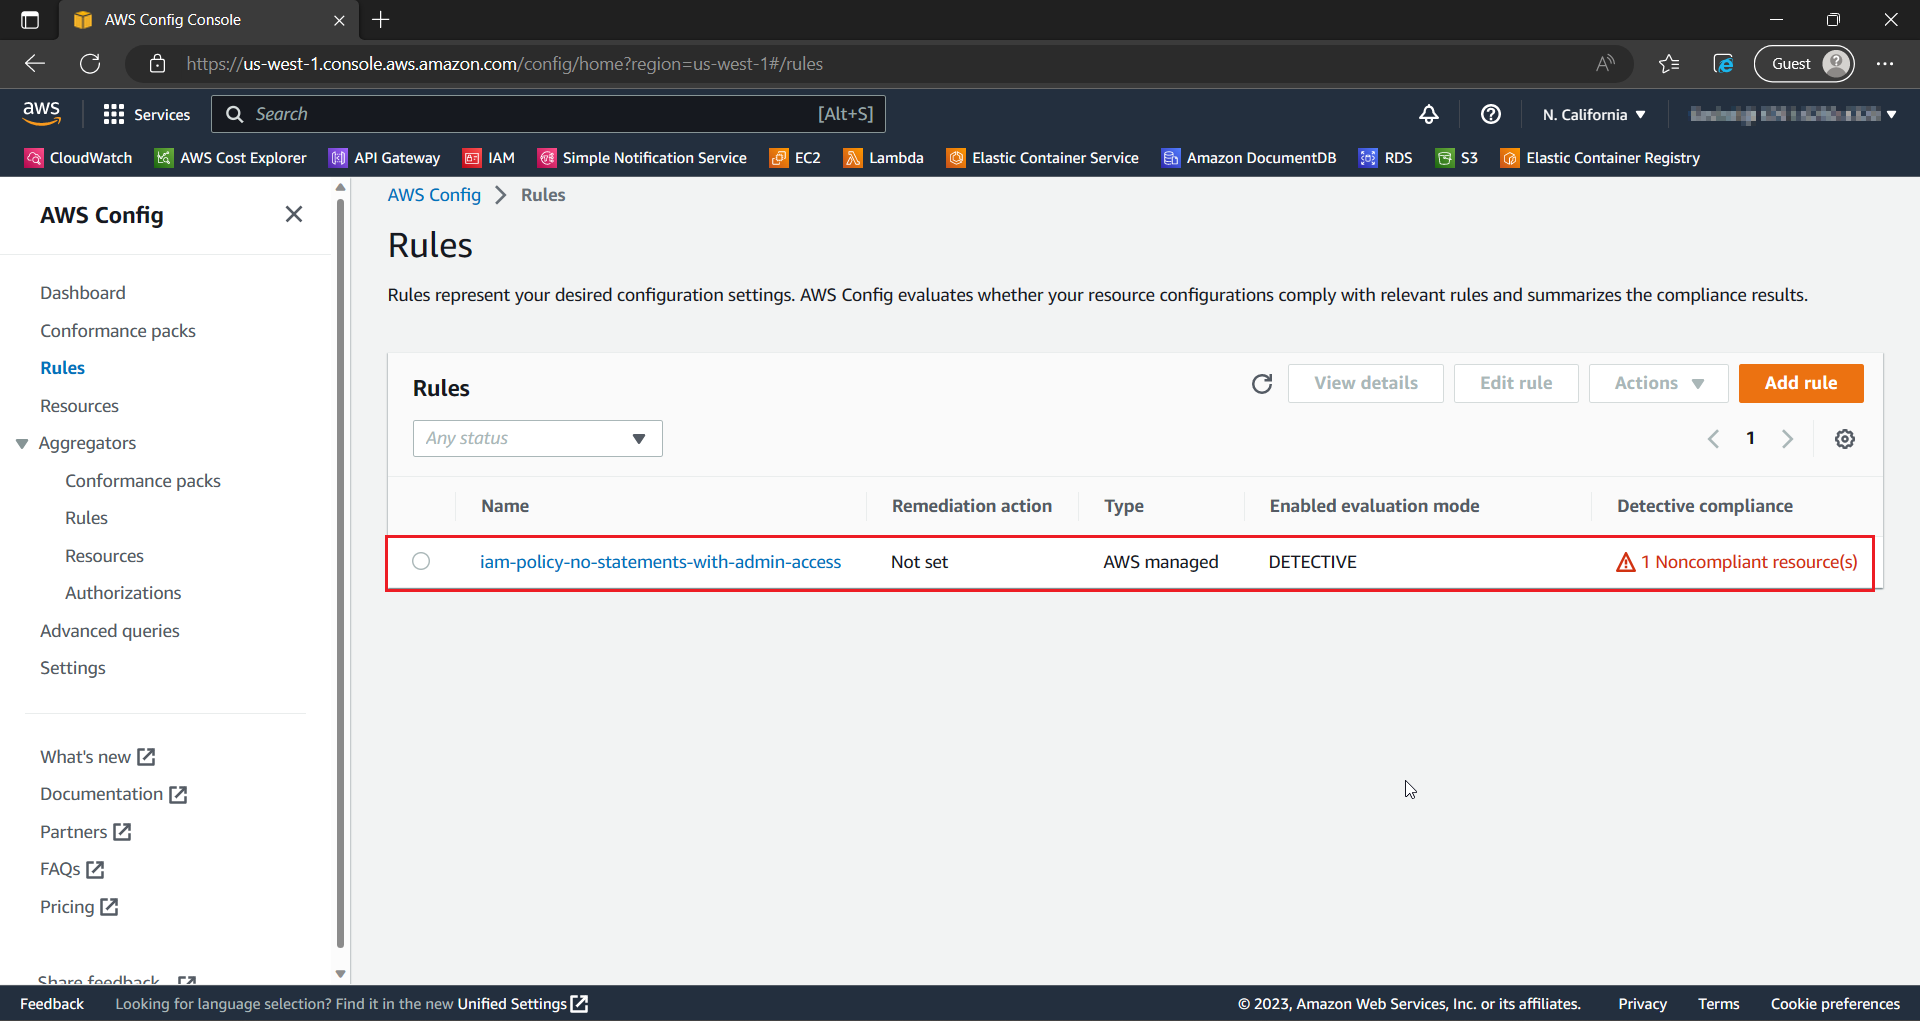 AWS Config Console
https://us-west-1.console.aws.amazon.com/config/home?region=us-west-1#/rules
Guest
aws
Services
Search
[Alt+S]
N. California
CloudWatch
AWS Cost Explorer
API Gateway
IAM
Simple Notification Service
EC2
Lambda
Elastic Container Service
Amazon DocumentDB
RDS
S3
Elastic Container Registry
AWS Config
Dashboard
Conformance packs
Rules
Resources
Aggregators
Conformance packs
Rules
Resources
Authorizations
Advanced queries
Settings
What's new
Documentation
Partners
FAQs
Pricing
Share feedback
AWS Config > Rules
Rules
Rules represent your desired configuration settings. AWS Config evaluates whether your resource configurations comply with relevant rules and summarizes the compliance results.
Rules
View details
Edit rule
Actions
Add rule
Any status
1
Name
Remediation action
Type
Enabled evaluation mode
Detective compliance
iam-policy-no-statements-with-admin-access
Not set
AWS managed
DETECTIVE
1 Noncompliant resource(s)
Feedback
Looking for language selection? Find it in the new Unified Settings
© 2023, Amazon Web Services, Inc. or its affiliates.
Privacy
Terms
Cookie preferences